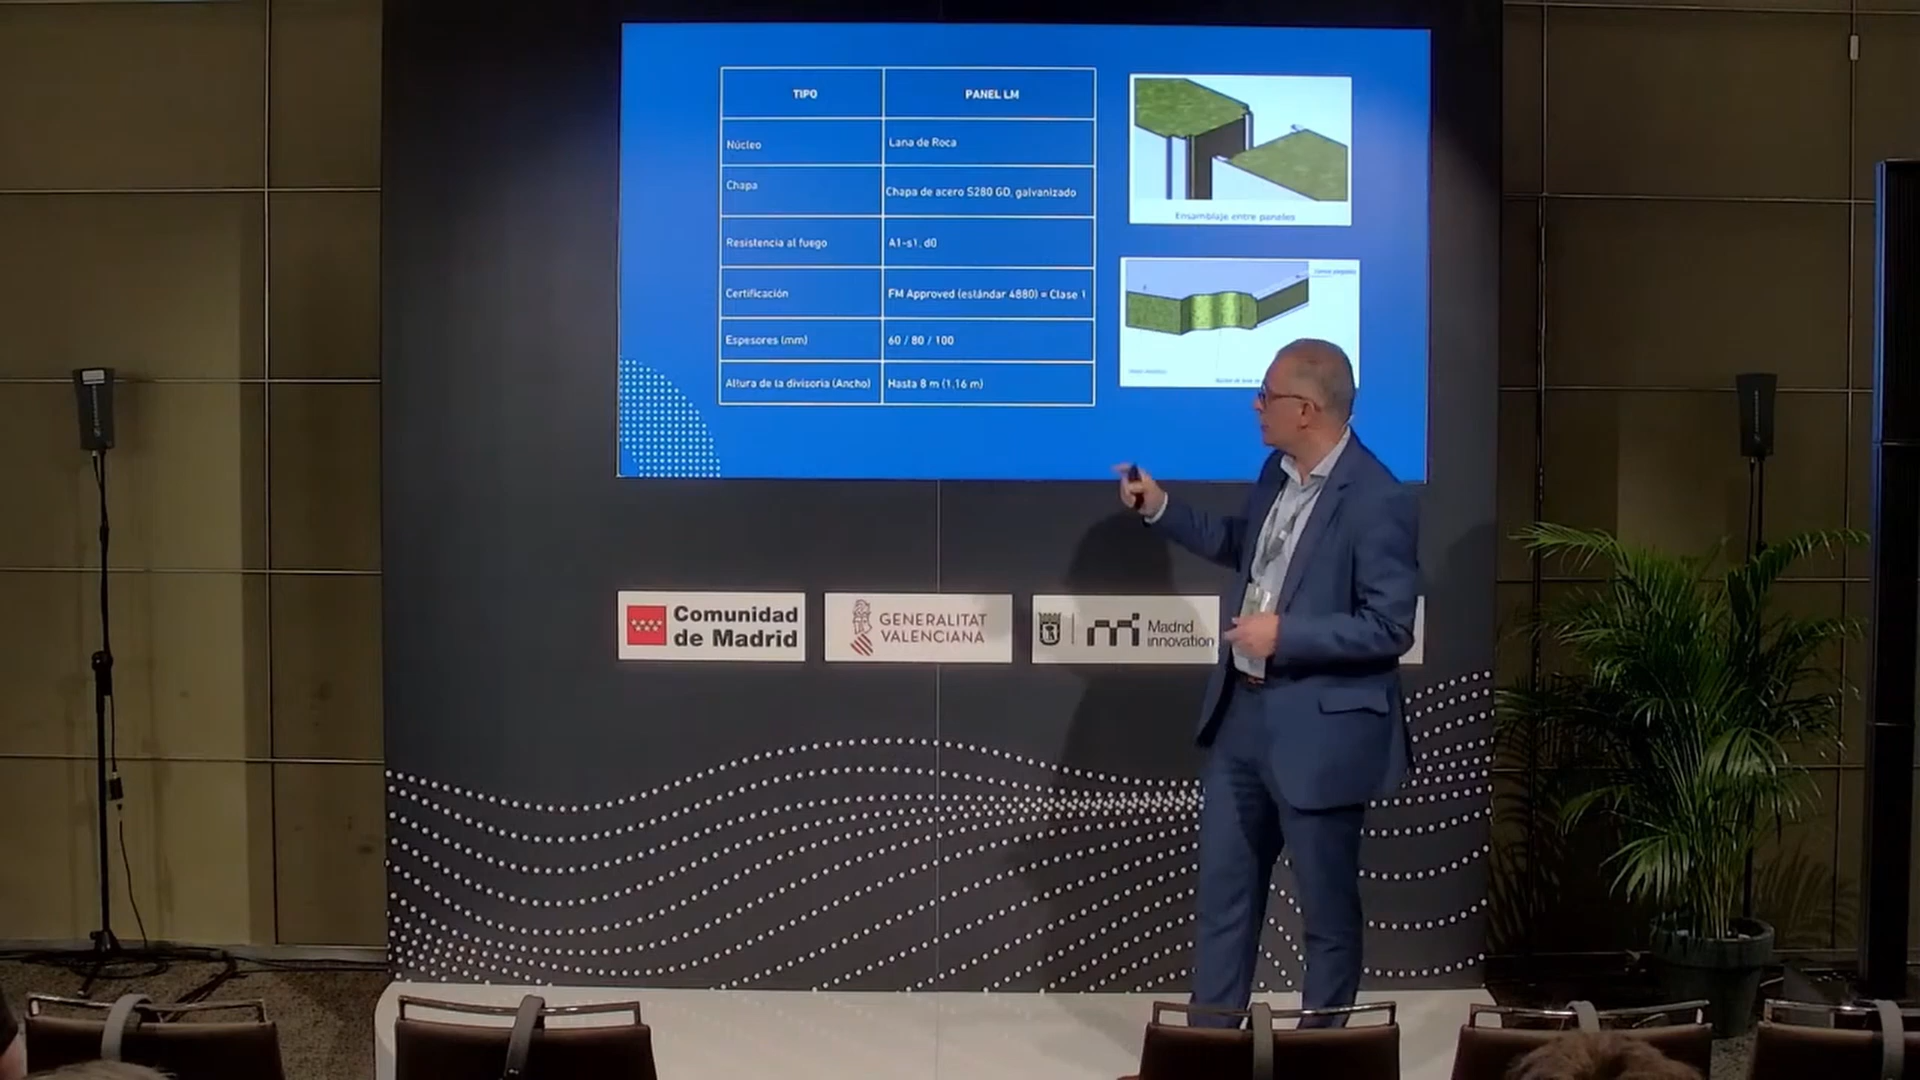 TIPO
PANEL LM
Núcleo
Lana de Roca
Chapa
Chapa de acero S280 GD, galvanizado
Resistencia al fuego
A1-s1, d0
Certificación
FM Approved (estándar 4880) = Clase 1
Espesores (mm)
60 / 80 / 100
Altura de la divisoria (Ancho)
Hasta 8 m (1,16 m)
Ensamblaje entre paneles
Comunidad
de Madrid
GENERALITAT
VALENCIANA
Madrid
innovation